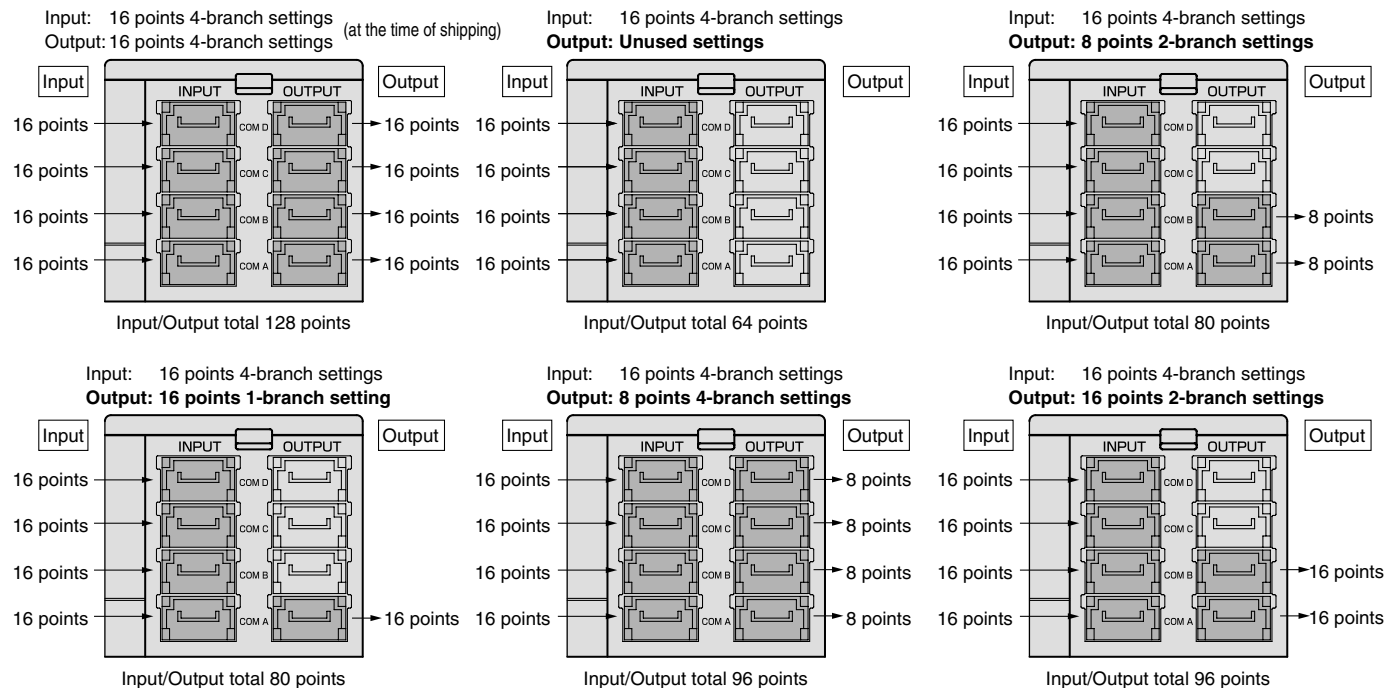 Input: 16 points 4-branch settings
Output: 16 points 4-branch settings
(at the time of shipping)
Input
Output
INPUT OUTPUT
16 points COM D 16 points
16 points COM C 16 points
16 points COM B 16 points
16 points COM A 16 points
Input/Output total 128 points
Input: 16 points 4-branch settings
Output: Unused settings
Input
Output
INPUT OUTPUT
16 points COM D
16 points COM C
16 points COM B
16 points COM A
Input/Output total 64 points
Input: 16 points 4-branch settings
Output: 8 points 2-branch settings
Input
Output
INPUT OUTPUT
16 points COM D
16 points COM C
16 points COM B 8 points
16 points COM A 8 points
Input/Output total 80 points
Input: 16 points 4-branch settings
Output: 16 points 1-branch setting
Input
Output
INPUT OUTPUT
16 points COM D
16 points COM C
16 points COM B
16 points COM A 16 points
Input/Output total 80 points
Input: 16 points 4-branch settings
Output: 8 points 4-branch settings
Input
Output
INPUT OUTPUT
16 points COM D 8 points
16 points COM C 8 points
16 points COM B 8 points
16 points COM A 8 points
Input/Output total 96 points
Input: 16 points 4-branch settings
Output: 16 points 2-branch settings
Input
Output
INPUT OUTPUT
16 points COM D
16 points COM C
16 points COM B 16 points
16 points COM A 16 points
Input/Output total 96 points